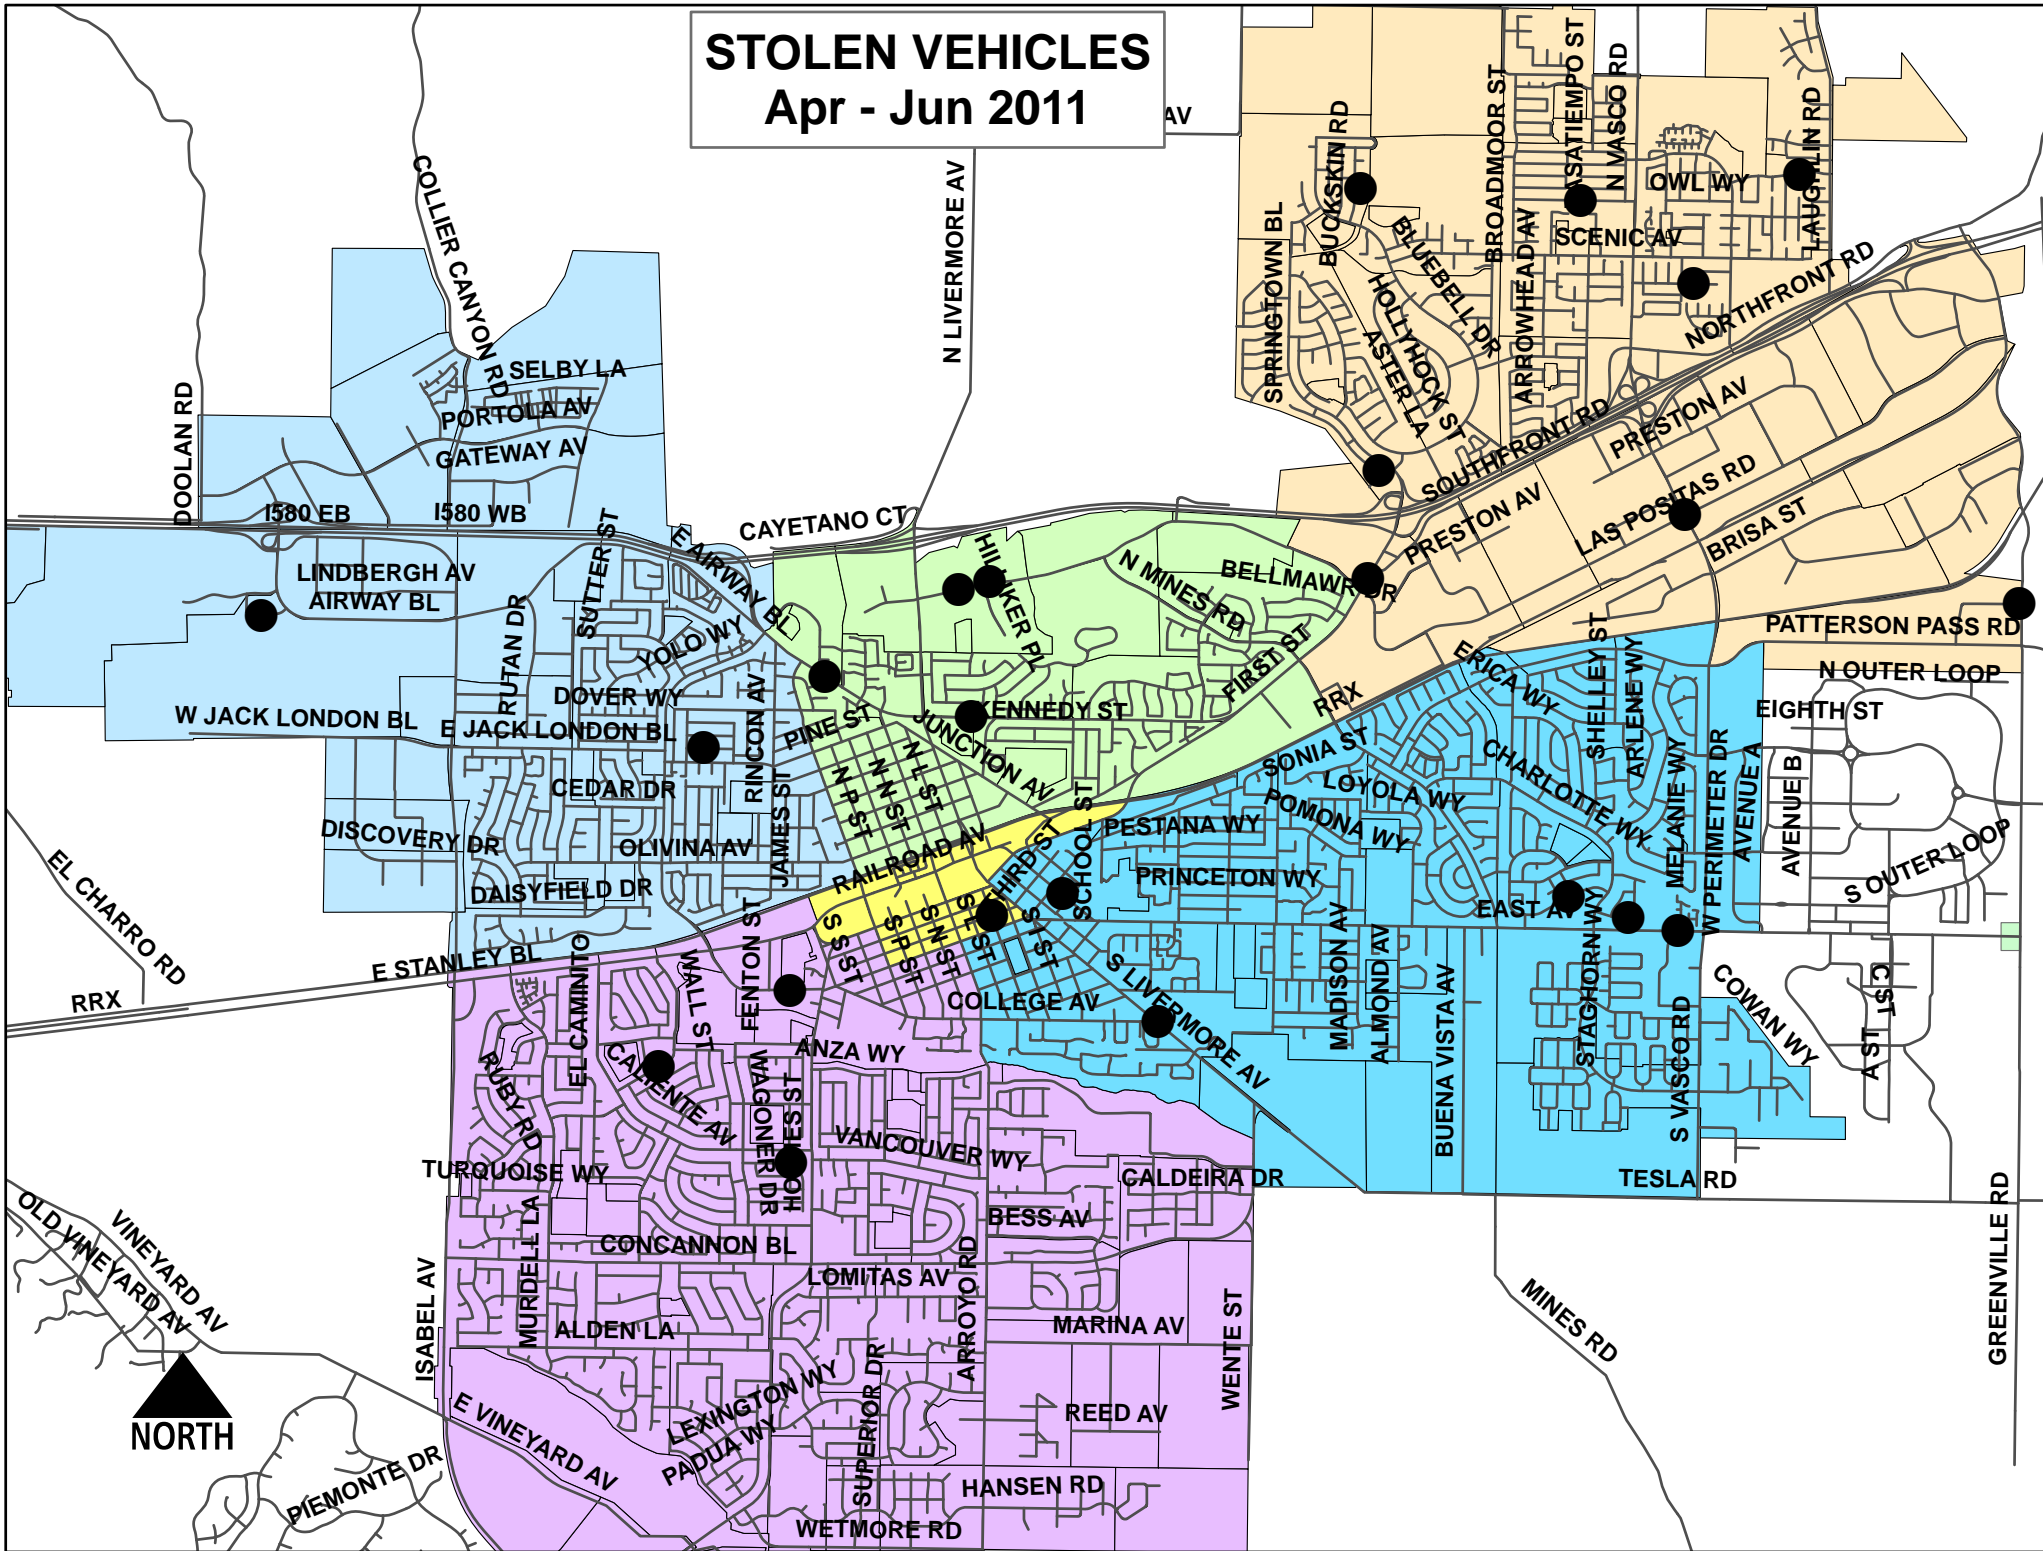 STOLEN VEHICLES
Apr - Jun 2011
AV
COLLIER CANYON RD
N LIVERMORE AV
DOOLAN RD
SELBY LA
PORTOLA AV
GATEWAY AV
I580 EB
I580 WB
CAYETANO CT
BUCKSKIN RD
SPRINGTOWN BL
BLUEBELL DR
HOLLYHOCK ST
ASTER LA
BROADMOOR ST
ARROWHEAD AV
ASATIEMPO ST
N VASCO RD
OWL WY
LAUGHLIN RD
SCENIC AV
NORTHFRONT RD
SOUTHFRONT RD
PRESTON AV
PRESTON AV
LAS POSITAS RD
BRISA ST
PATTERSON PASS RD
N OUTER LOOP
LINDBERGH AV
AIRWAY BL
SUTTER ST
E AIRWAY BL
RUTAN DR
YOLO WY
DOVER WY
W JACK LONDON BL
E JACK LONDON BL
RINCON AV
CEDAR DR
JAMES ST
DISCOVERY DR
OLIVINA AV
DAISYFIELD DR
HILLIKER PL
N MINES RD
BELLMAWR DR
FIRST ST
RRX
KENNEDY ST
JUNCTION AV
PINE ST
N P ST
N N ST
N L ST
RAILROAD AV
THIRD ST
SCHOOL ST
S S ST
S P ST
S N ST
S L ST
S I ST
ERICA WY
SHELLEY ST
ARLENE WY
SONIA ST
LOYOLA WY
CHARLOTTE WY
POMONA WY
PESTANA WY
PRINCETON WY
MELANIE WY
W PERIMETER DR
AVENUE A
AVENUE B
EIGHTH ST
S OUTER LOOP
EAST AV
STAGHORN WY
MADISON AV
ALMOND AV
BUENA VISTA AV
S VASCO RD
COWAN WY
C ST
A ST
S LIVERMORE AV
COLLEGE AV
TESLA RD
MINES RD
GREENVILLE RD
EL CHARRO RD
RRX
E STANLEY BL
EL CAMINITO
WALL ST
FENTON ST
ANZA WY
CALIENTE AV
WAGONER DR
HOLMES ST
RUBY RD
TURQUOISE WY
VANCOUVER WY
CALDEIRA DR
MURDELL LA
CONCANNON BL
BESS AV
LOMITAS AV
ARROYO RD
MARINA AV
WENTE ST
ISABEL AV
ALDEN LA
LEXINGTON WY
PADUA WY
SUPERIOR DR
REED AV
HANSEN RD
WETMORE RD
E VINEYARD AV
OLD VINEYARD AV
VINEYARD AV
PIEMONTE DR
NORTH